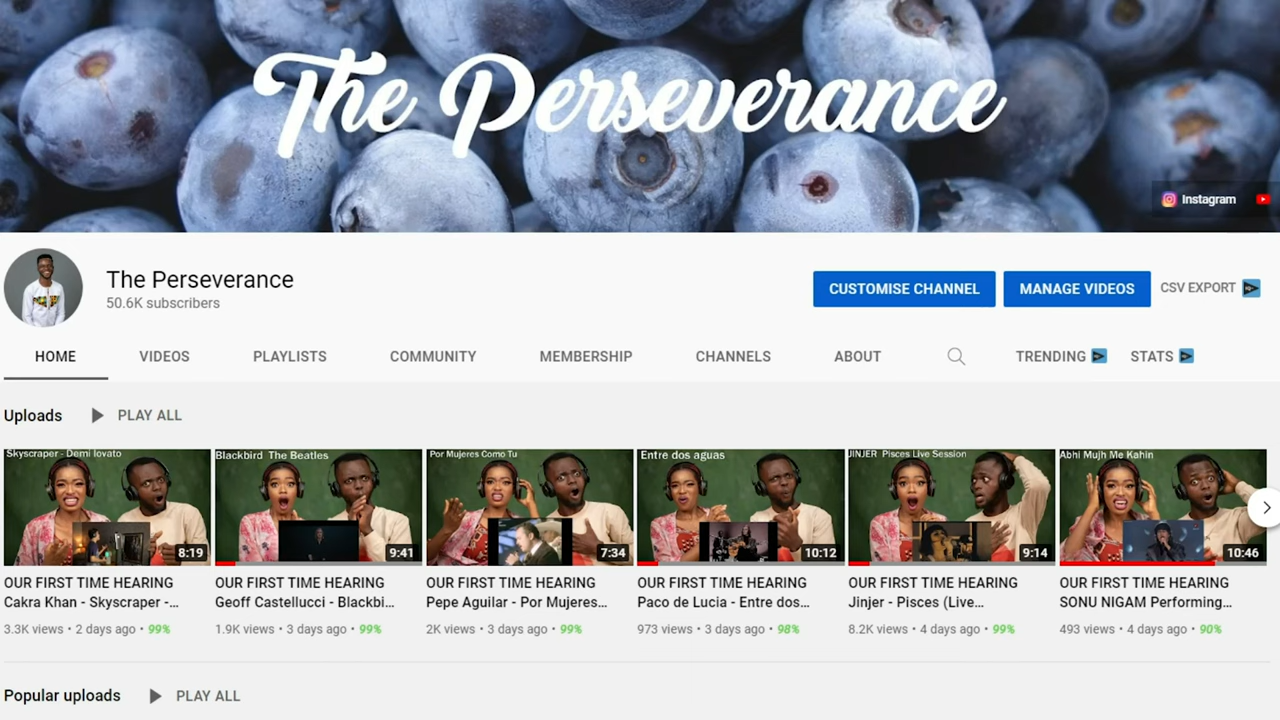 The Perseverance
Instagram
The Perseverance
50.6K subscribers
CUSTOMISE CHANNEL
MANAGE VIDEOS
CSV EXPORT
HOME
VIDEOS
PLAYLISTS
COMMUNITY
MEMBERSHIP
CHANNELS
ABOUT
TRENDING
STATS
Uploads
PLAY ALL
Skyscraper - Demi lovato
8:19
OUR FIRST TIME HEARING
Cakra Khan - Skyscraper -...
3.3K views • 2 days ago • 99%
Blackbird The Beatles
9:41
OUR FIRST TIME HEARING
Geoff Castellucci - Blackbi...
1.9K views • 3 days ago • 99%
Por Mujeres Como Tu
7:34
OUR FIRST TIME HEARING
Pepe Aguilar - Por Mujeres...
2K views • 3 days ago • 99%
Entre dos aguas
10:12
OUR FIRST TIME HEARING
Paco de Lucia - Entre dos...
973 views • 3 days ago • 98%
JINJER Pisces Live Session
9:14
OUR FIRST TIME HEARING
Jinjer - Pisces (Live...
8.2K views • 4 days ago • 99%
Abhi Mujh Me Kahin
10:46
OUR FIRST TIME HEARING
SONU NIGAM Performing...
493 views • 4 days ago • 90%
Popular uploads
PLAY ALL